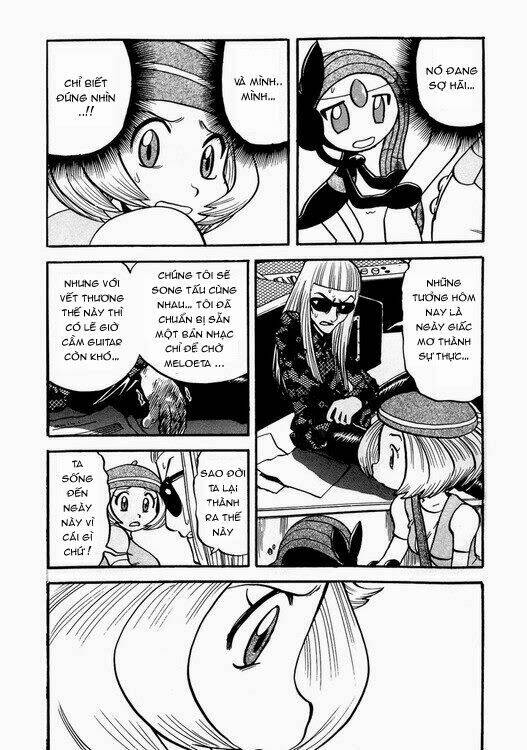 NÓ ĐANG
SỢ HÃI...
VÀ MÌNH..
MÌNH...
CHỈ BIẾT
ĐỨNG NHÌN
..!!
NHỮNG
TƯỞNG HÔM
NAY LÀ
NGÀY GIẤC
MƠ THÀNH
SỰ THỰC...
CHÚNG TÔI SẼ
SONG TẤU CÙNG
NHAU... TÔI ĐÃ
CHUẨN BỊ SẴN
MỘT BẢN NHẠC
CHỈ ĐỂ CHỜ
MELOETA ...
NHƯNG VỚI
VẾT THƯƠNG
THẾ NÀY THÌ
CÓ LẼ GIỜ
CẦM GUITAR
CÒN KHÓ...
SAO ĐỜI
TA LẠI
THÀNH
RA THẾ
NÀY
TA
SỐNG
ĐẾN
NGÀY
NÀY VÌ
CÁI GÌ
CHỨ!